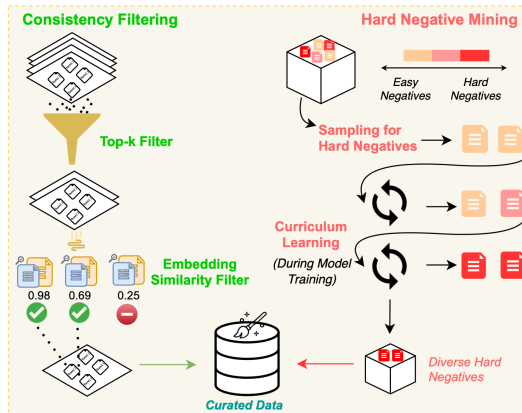 Consistency Filtering
Top-k Filter
Embedding
Similarity Filter
0.98
0.69
0.25
Hard Negative Mining
Easy
Negatives
Hard
Negatives
Sampling for
Hard Negatives
Curriculum
Learning
(During Model
Training)
Diverse Hard
Negatives
Curated Data